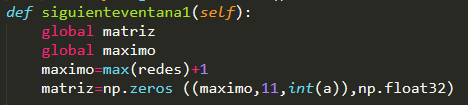 def siguienteventana1(self):
global matriz
global maximo
maximo=max(redes)+1
matriz=np.zeros ((maximo,11,int(a)),np.float32)